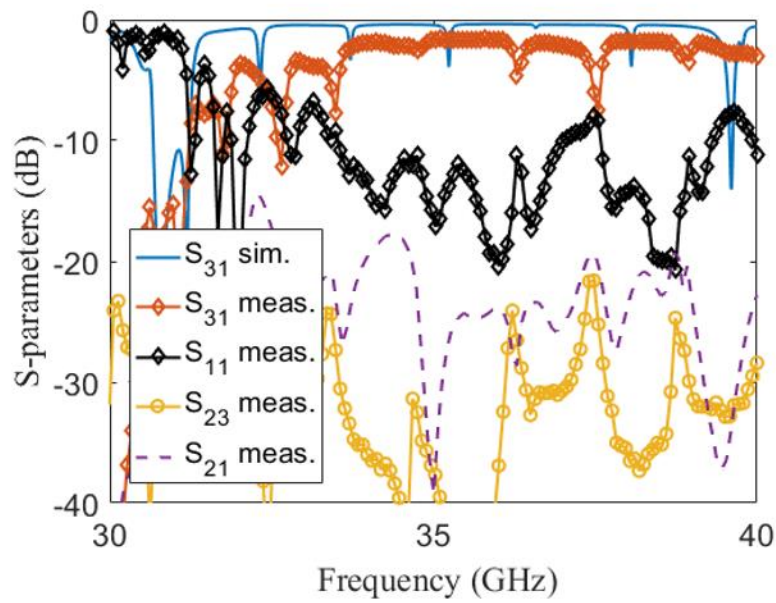 0
-10
-20
-30
-40
S-parameters (dB)
S31 sim.
S31 meas.
S11 meas.
S23 meas.
S21 meas.
30
35
40
Frequency (GHz)